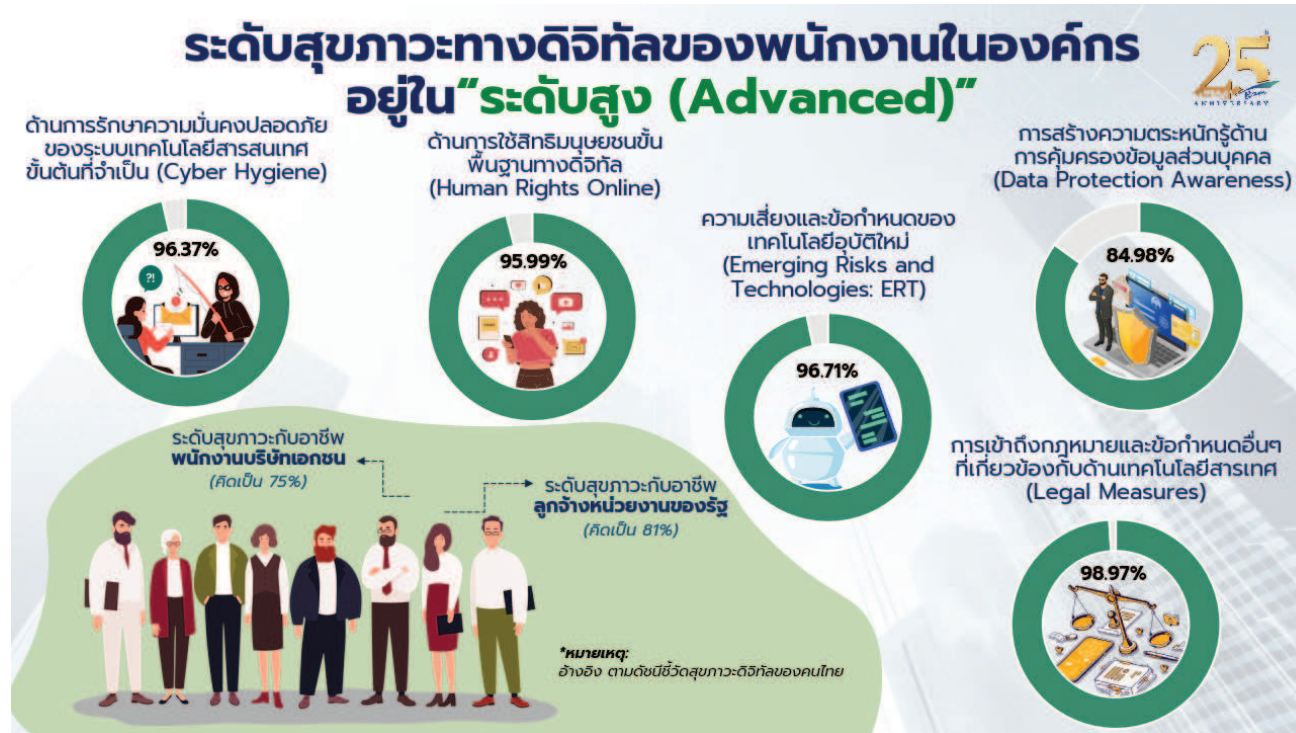 ระดับสุขภาวะทางดิจิทัลของพนักงานในองค์กร
อยู่ใน“ระดับสูง (Advanced)”
25th
ANNIVERSARY
ด้านการรักษาความมั่นคงปลอดภัย
ของระบบเทคโนโลยีสารสนเทศ
ขั้นต้นที่จำเป็น (Cyber Hygiene)
96.37%
?!
ด้านการใช้สิทธิมนุษยชนขั้น
พื้นฐานทางดิจิทัล
(Human Rights Online)
95.99%
ความเสี่ยงและข้อกำหนดของ
เทคโนโลยีอุบัติใหม่
(Emerging Risks and
Technologies: ERT)
96.71%
การสร้างความตระหนักรู้ด้าน
การคุ้มครองข้อมูลส่วนบุคคล
(Data Protection Awareness)
84.98%
การเข้าถึงกฎหมายและข้อกำหนดอื่นๆ
ที่เกี่ยวข้องกับด้านเทคโนโลยีสารเทศ
(Legal Measures)
98.97%
ระดับสุขภาวะกับอาชีพ
พนักงานบริษัทเอกชน
(คิดเป็น 75%)
ระดับสุขภาวะกับอาชีพ
ลูกจ้างหน่วยงานของรัฐ
(คิดเป็น 81%)
*หมายเหตุ:
อ้างอิง ตามดัชนีชี้วัดสุขภาวะดิจิทัลของคนไทย